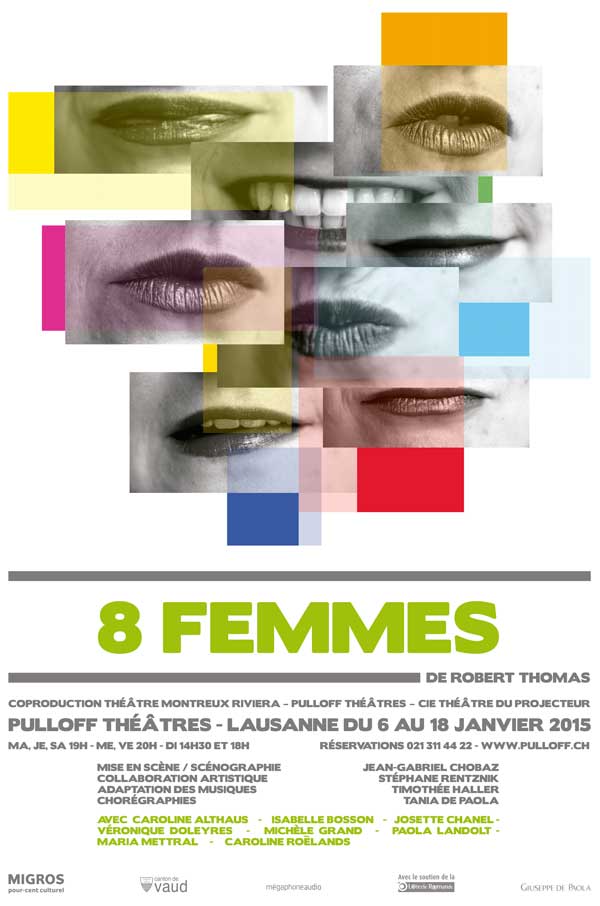 8 FEMMES
DE ROBERT THOMAS
COPRODUCTION THÉÂTRE MONTREUX RIVIERA - PULLOFF THÉÂTRES - CIE THÉÂTRE DU PROJECTEUR
PULLOFF THÉÂTRES - LAUSANNE DU 6 AU 18 JANVIER 2015
MA, JE, SA 19H - ME, VE 20H - DI 14H30 ET 18H RÉSERVATIONS 021 311 44 22 - WWW.PULLOFF.CH
MISE EN SCÈNE / SCÉNOGRAPHIE JEAN-GABRIEL CHOBAZ
COLLABORATION ARTISTIQUE STÉPHANE RENTZNIK
ADAPTATION DES MUSIQUES TIMOTHÉE HALLER
CHORÉGRAPHIES TANIA DE PAOLA
AVEC CAROLINE ALTHAUS - ISABELLE BOSSON - JOSETTE CHANEL -
VÉRONIQUE DOLEYRES - MICHÈLE GRAND - PAOLA LANDOLT -
MARIA METTRAL - CAROLINE ROËLANDS
MIGROS
pour-cent culturel
canton de
vaud
mégaphoneaudio
Avec le soutien de la
Loterie Romande
GIUSEPPE DE PAOLA